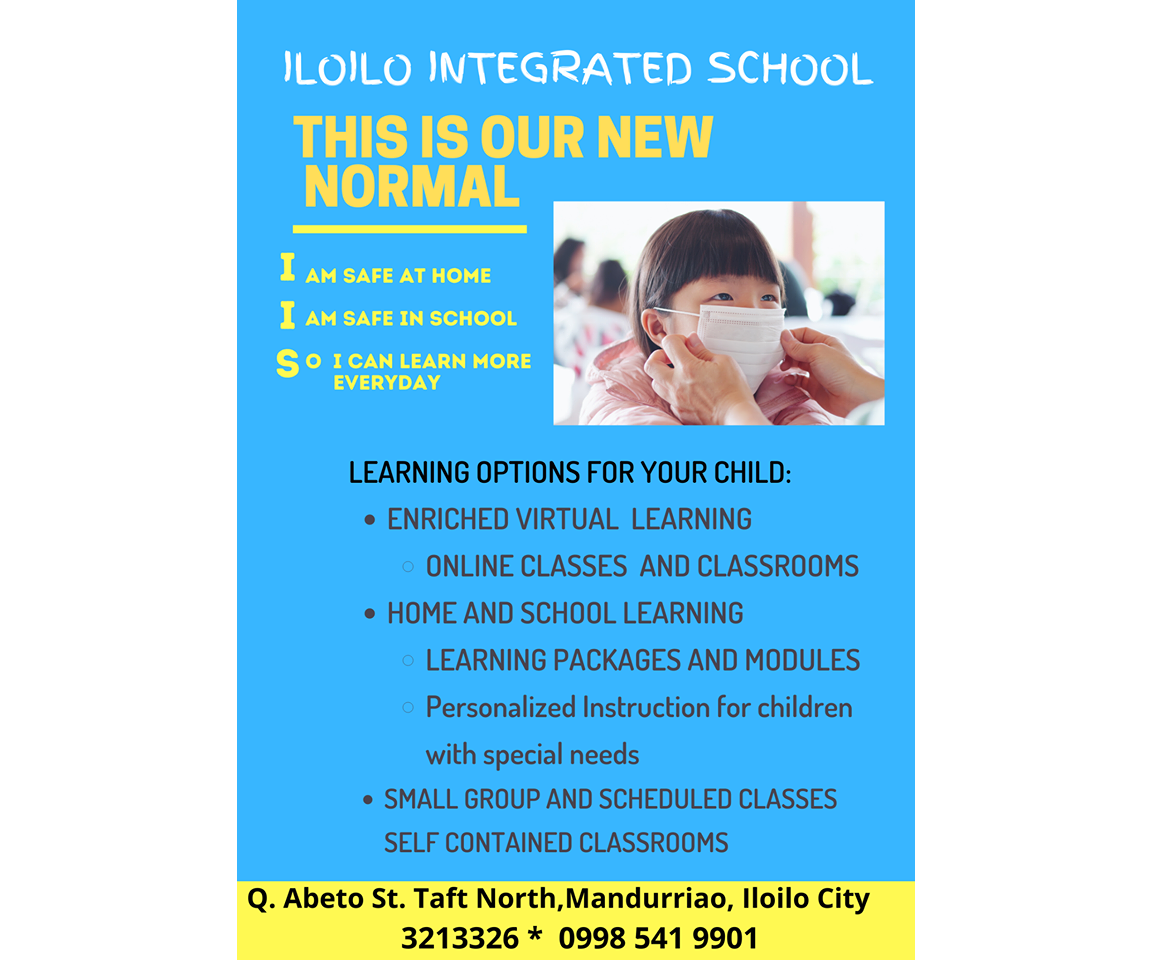 ILOILO INTEGRATED SCHOOL
THIS IS OUR NEW
NORMAL
I AM SAFE AT HOME
I AM SAFE IN SCHOOL
SO I CAN LEARN MORE
EVERYDAY
LEARNING OPTIONS FOR YOUR CHILD:
• ENRICHED VIRTUAL LEARNING
◦ ONLINE CLASSES AND CLASSROOMS
• HOME AND SCHOOL LEARNING
◦ LEARNING PACKAGES AND MODULES
◦ Personalized Instruction for children
with special needs
• SMALL GROUP AND SCHEDULED CLASSES
SELF CONTAINED CLASSROOMS
Q. Abeto St. Taft North,Mandurriao, Iloilo City
3213326 * 0998 541 9901